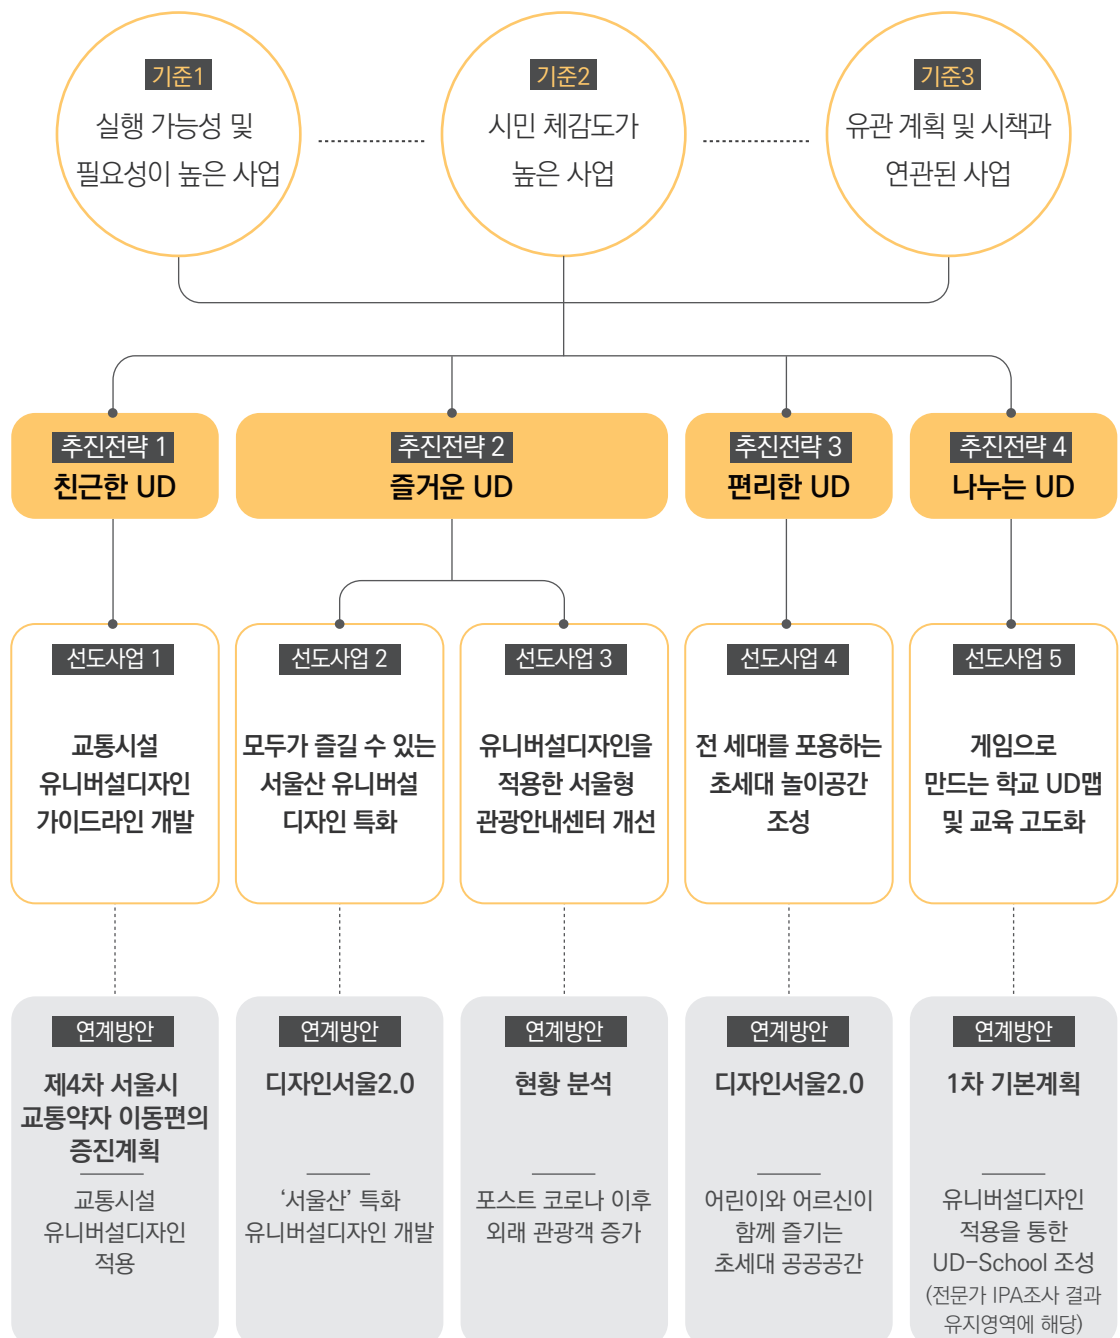 기준1
실행 가능성 및
필요성이 높은 사업
기준2
시민 체감도가
높은 사업
기준3
유관 계획 및 시책과
연관된 사업
추진전략 1
친근한 UD
추진전략 2
즐거운 UD
추진전략 3
편리한 UD
추진전략 4
나누는 UD
선도사업 1
교통시설
유니버설디자인
가이드라인 개발
선도사업 2
모두가 즐길 수 있는
서울산 유니버설
디자인 특화
선도사업 3
유니버설디자인을
적용한 서울형
관광안내센터 개선
선도사업 4
전 세대를 포용하는
초세대 놀이공간
조성
선도사업 5
게임으로
만드는 학교 UD맵
및 교육 고도화
연계방안
제4차 서울시
교통약자 이동편의
증진계획
교통시설
유니버설디자인
적용
연계방안
디자인서울2.0
‘서울산’ 특화
유니버설디자인 개발
연계방안
현황 분석
포스트 코로나 이후
외래 관광객 증가
연계방안
디자인서울2.0
어린이와 어르신이
함께 즐기는
초세대 공공공간
연계방안
1차 기본계획
유니버설디자인
적용을 통한
UD-School 조성
(전문가 IPA조사 결과
유지영역에 해당)